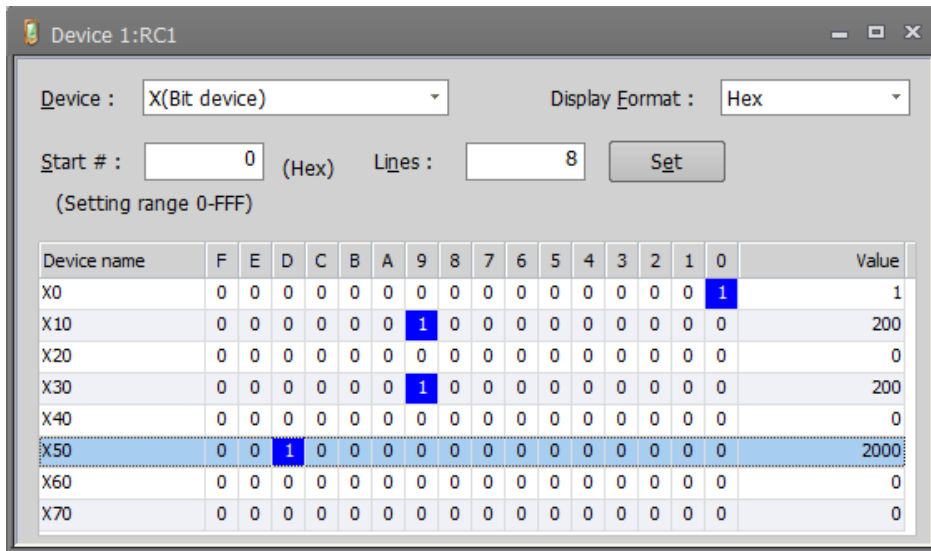 Device 1:RC1
Device : X(Bit device) Display Format : Hex
Start # : 0 (Hex) Lines : 8 Set
(Setting range 0-FFF)
Device name F E D C B A 9 8 7 6 5 4 3 2 1 0 Value
X0 0 0 0 0 0 0 0 0 0 0 0 0 0 0 0 1 1
X10 0 0 0 0 0 0 1 0 0 0 0 0 0 0 0 0 200
X20 0 0 0 0 0 0 0 0 0 0 0 0 0 0 0 0 0
X30 0 0 0 0 0 0 1 0 0 0 0 0 0 0 0 0 200
X40 0 0 0 0 0 0 0 0 0 0 0 0 0 0 0 0 0
X50 0 0 1 0 0 0 0 0 0 0 0 0 0 0 0 0 2000
X60 0 0 0 0 0 0 0 0 0 0 0 0 0 0 0 0 0
X70 0 0 0 0 0 0 0 0 0 0 0 0 0 0 0 0 0